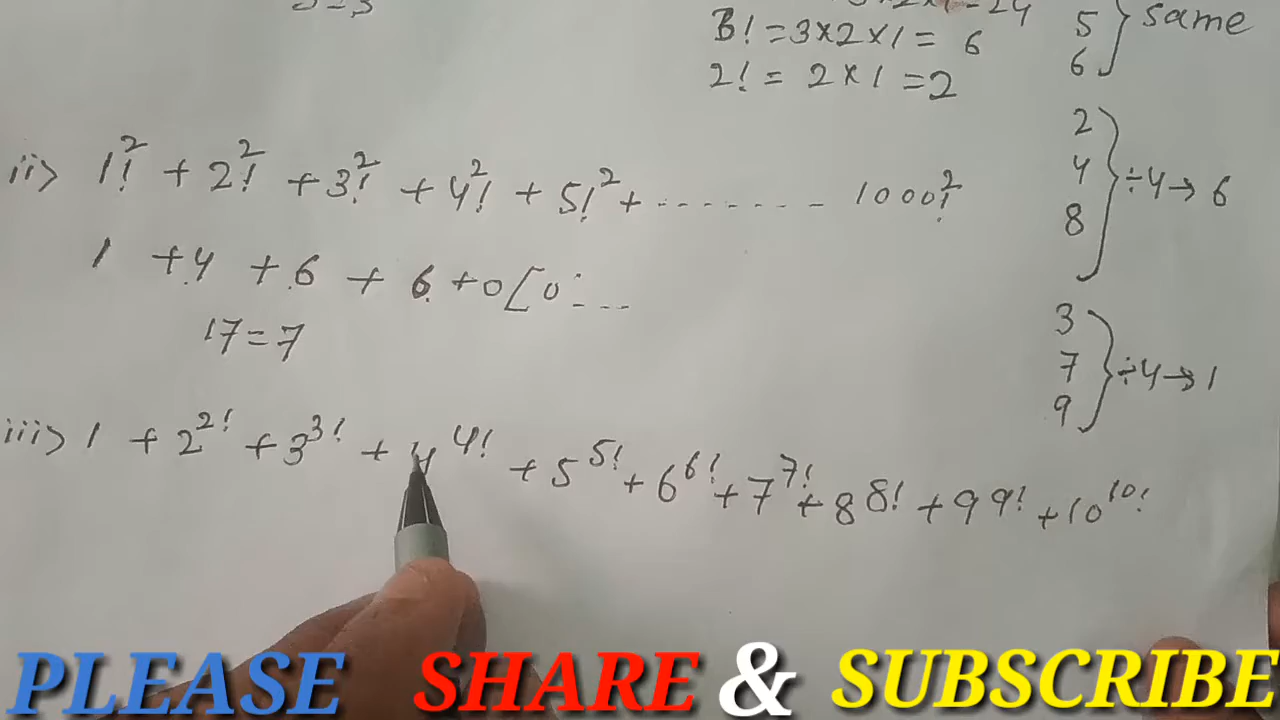 B! = 3×2×1 = 6
2! = 2×1 = 2
5
6 } same
2
4
8 } ÷4→ 6
3
7
9 } ÷4→ 1
ii> 1!² + 2!² + 3!² + 4!² + 5!² + ........ 1000!²
1 + 4 + 6 + 6 + 0 [0 ...
17 = 7
iii> 1 + 2^2! + 3^3! + 4^4! + 5^5! + 6^6! + 7^7! + 8^8! + 9^9! + 10^10!
PLEASE SHARE & SUBSCRIBE